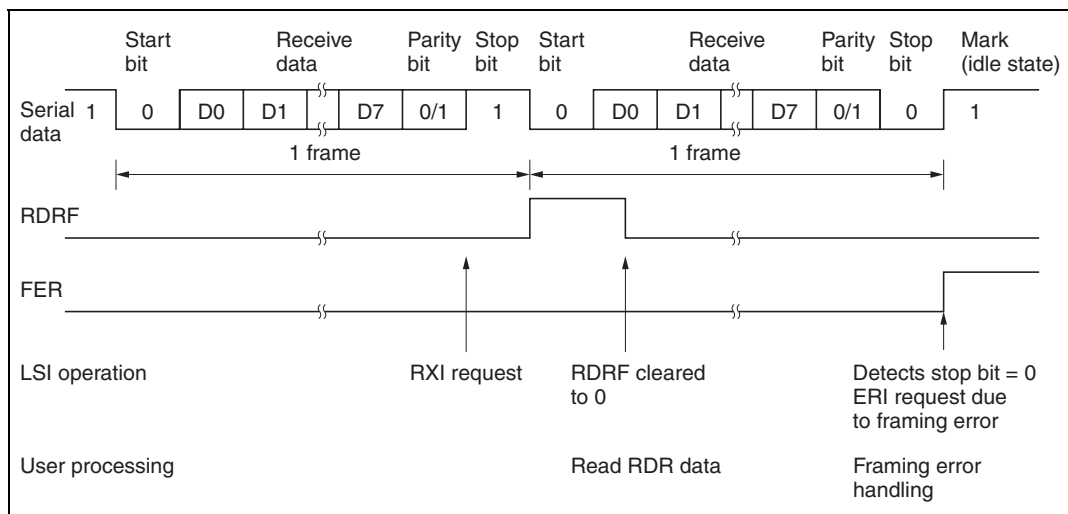 Start bit Receive data Parity bit Stop bit Start bit Receive data Parity bit Stop bit Mark (idle state)
Serial data 1 0 D0 D1 D7 0/1 1 0 D0 D1 D7 0/1 0 1
1 frame 1 frame
RDRF
FER
LSI operation RXI request RDRF cleared to 0 Detects stop bit = 0 ERI request due to framing error
User processing Read RDR data Framing error handling